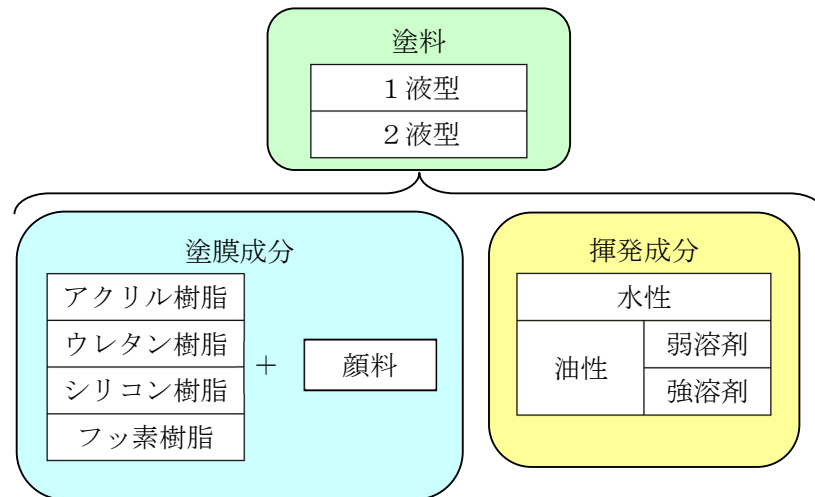 塗料
１液型
２液型
塗膜成分
アクリル樹脂
ウレタン樹脂
シリコン樹脂
フッ素樹脂
＋
顔料
揮発成分
水性
油性
弱溶剤
強溶剤